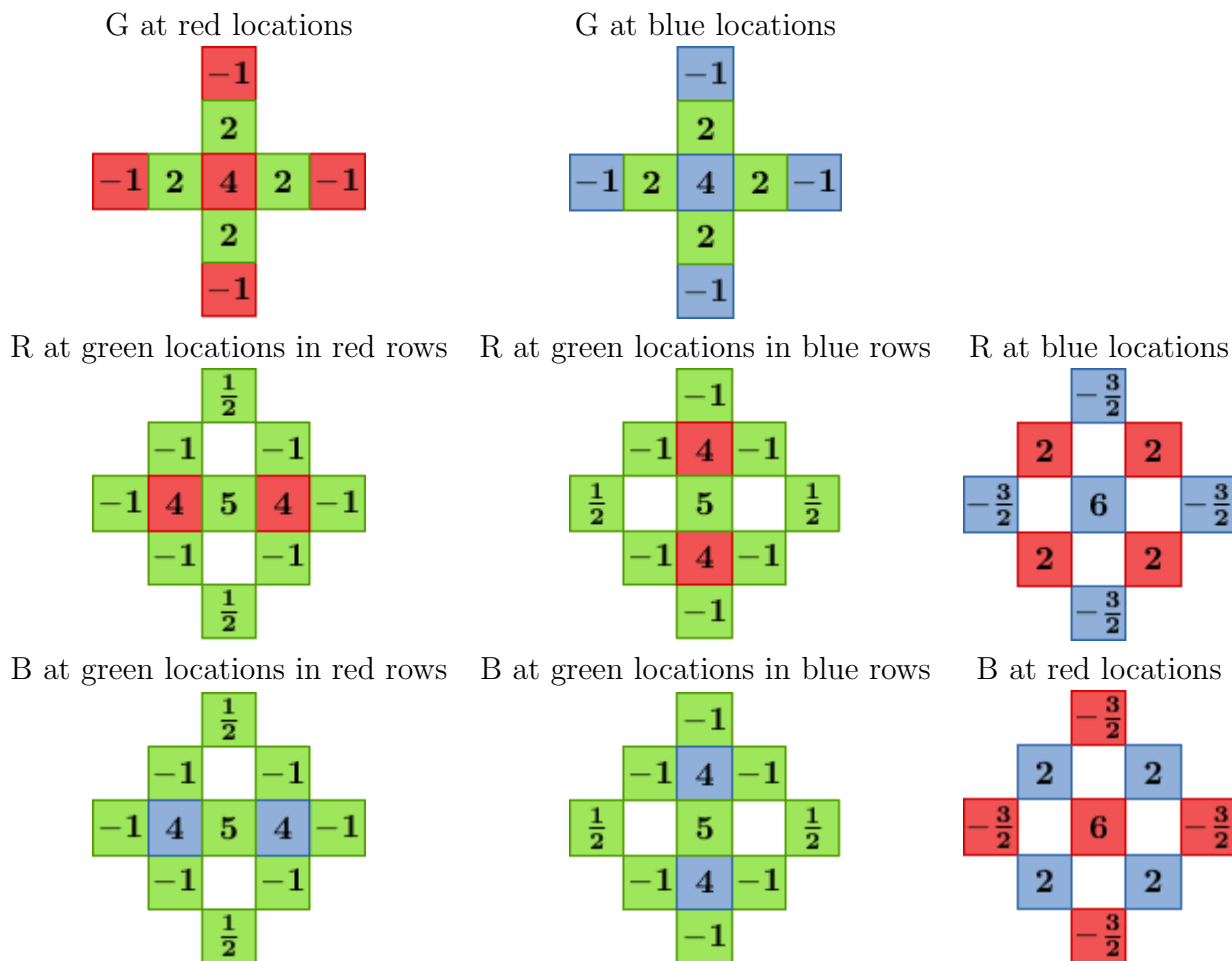 G at red locations G at blue locations
−1 −1
2 2
−1 2 4 2 −1 −1 2 4 2 −1
2 2
−1 −1
R at green locations in red rows R at green locations in blue rows R at blue locations
1/2 −1 −3/2
−1 −1 −1 4 −1 2 2
−1 4 5 4 −1 1/2 5 1/2 −3/2 6 −3/2
−1 −1 −1 4 −1 2 2
1/2 −1 −3/2
B at green locations in red rows B at green locations in blue rows B at red locations
1/2 −1 −3/2
−1 −1 −1 4 −1 2 2
−1 4 5 4 −1 1/2 5 1/2 −3/2 6 −3/2
−1 −1 −1 4 −1 2 2
1/2 −1 −3/2